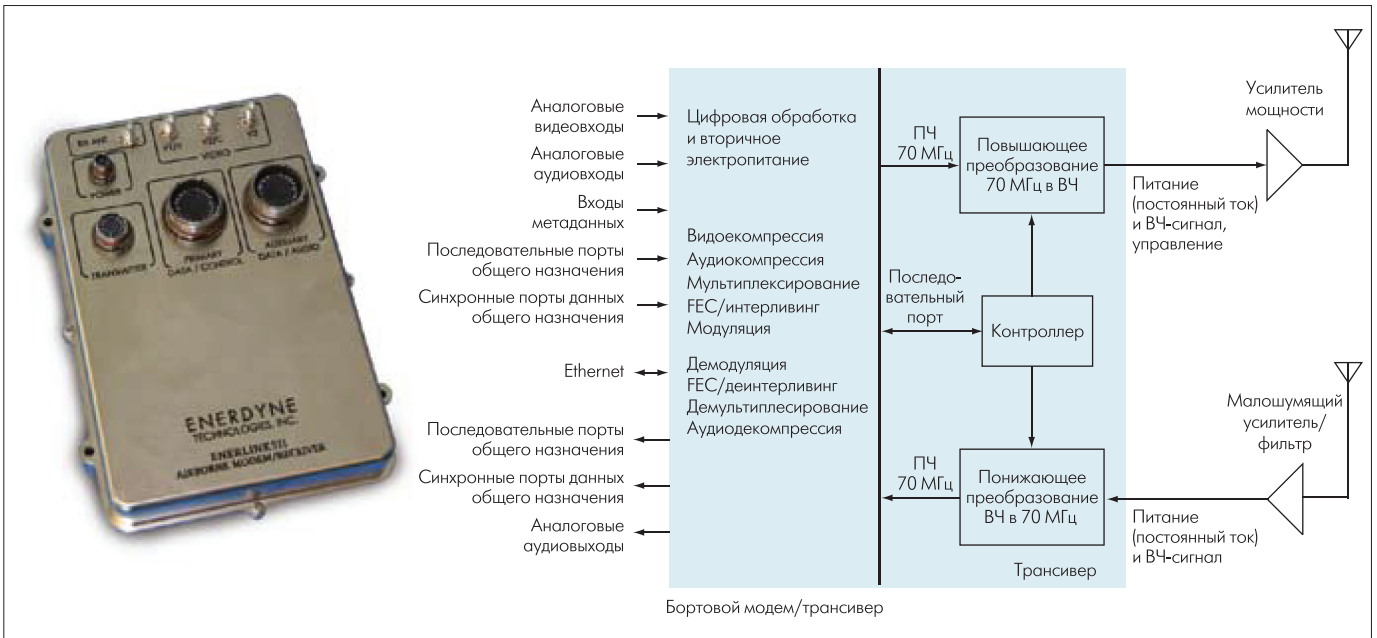 RX ANT
VIDEO
POWER
TRANSMITTER
PRIMARY
DATA / CONTROL
AUXILIARY
DATA / AUDIO
ENERDYNE
TECHNOLOGIES, INC.
ENERLINKSII
AIRBORNE MODEM/RECEIVER
Аналоговые
видеовходы
Аналоговые
аудиовходы
Входы
метаданных
Последовательные порты
общего назначения
Синхронные порты данных
общего назначения
Ethernet
Последовательные порты
общего назначения
Синхронные порты данных
общего назначения
Аналоговые
аудиовыходы
Цифровая обработка
и вторичное
электропитание
Видоекомпрессия
Аудиокомпрессия
Мультиплексирование
FEC/интерливинг
Модуляция
Демодуляция
FEC/деинтерливинг
Демультиплесирование
Аудиодекомпрессия
ПЧ
70 МГц
Повышающее
преобразование
70 МГц в ВЧ
Последо-
вательный
порт
Контроллер
ПЧ
70 МГц
Понижающее
преобразование
ВЧ в 70 МГц
Трансивер
Усилитель
мощности
Питание
(постоянный ток)
и ВЧ-сигнал,
управление
Малошумящий
усилитель/
фильтр
Питание
(постоянный ток)
и ВЧ-сигнал
Бортовой модем/трансивер